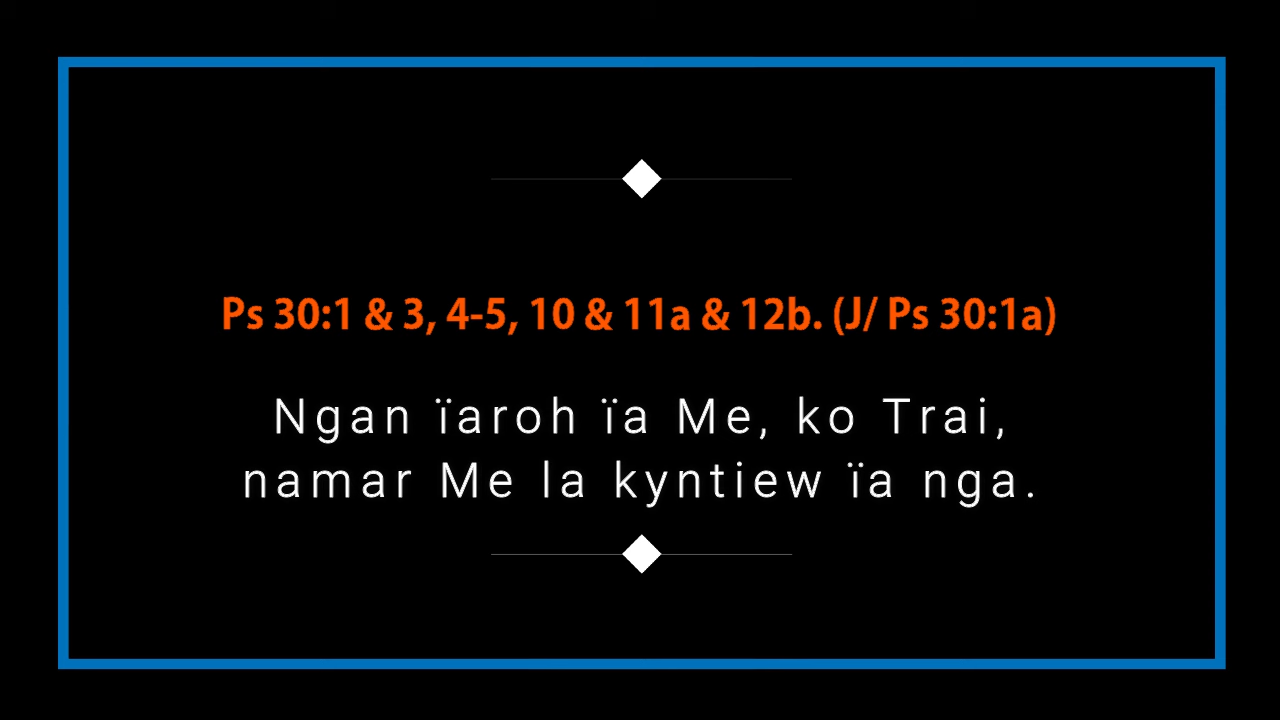 Ps 30:1 & 3, 4-5, 10 & 11a & 12b. (J/ Ps 30:1a)
Ngan ïaroh ïa Me, ko Trai,
namar Me la kyntiew ïa nga.